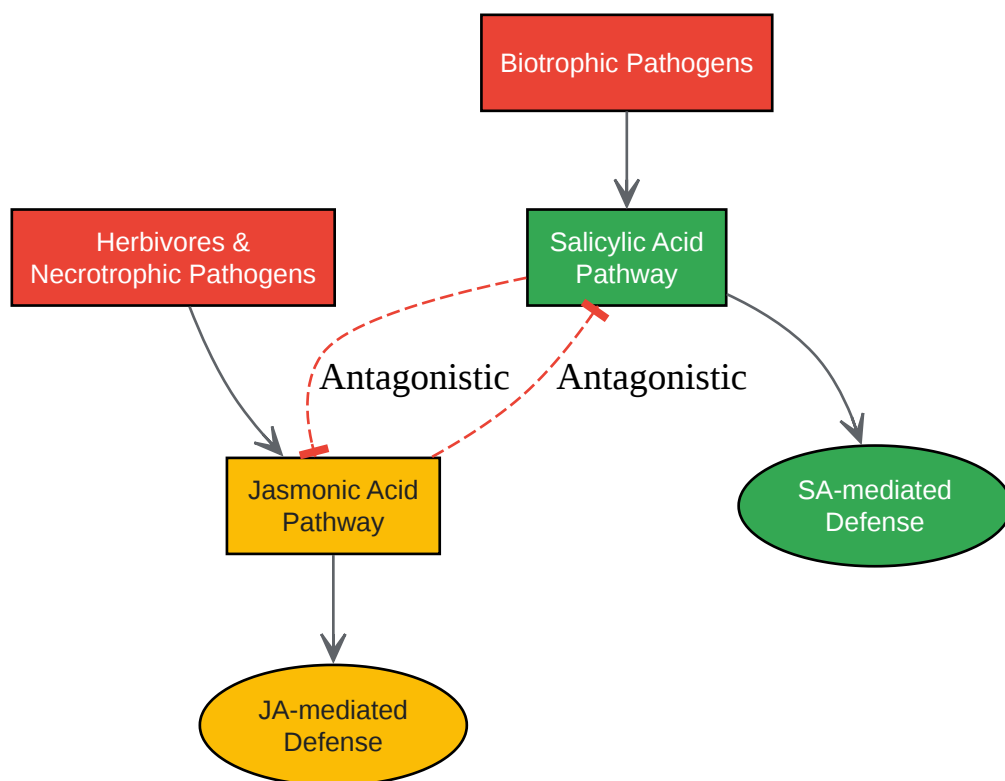 Biotrophic Pathogens
Herbivores &
Necrotrophic Pathogens
Salicylic Acid
Pathway
Antagonistic
Antagonistic
Jasmonic Acid
Pathway
SA-mediated
Defense
JA-mediated
Defense